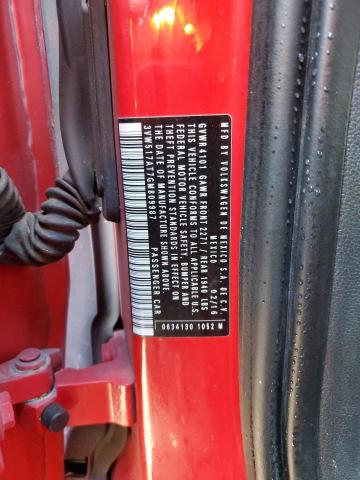 MFD BY VOLKSWAGEN DE MEXICO S.A. DE C.V.
MEXICO 02/16
GVWR 4101 GAWR FRONT 2271 / REAR 1940 LBS
THIS VEHICLE CONFORMS TO ALL APPLICABLE U.S.
FEDERAL MOTOR VEHICLE SAFETY, BUMPER AND
THEFT PREVENTION STANDARDS IN EFFECT ON
THE DATE OF MANUFACTURE SHOWN ABOVE.
3VW517AT7GM809987 PASSENGER CAR
0634130 1052 M